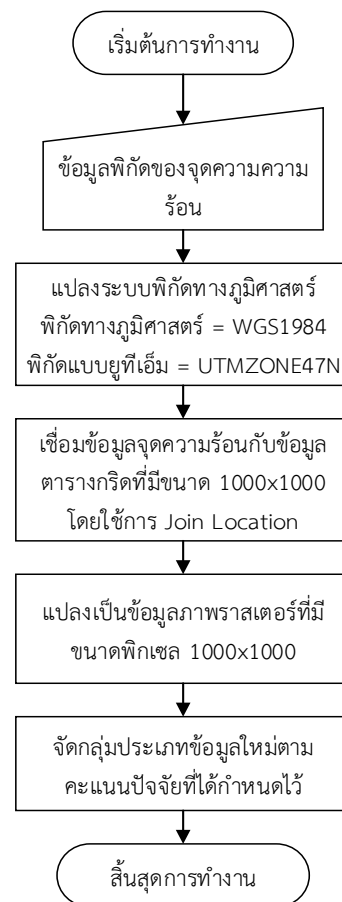 เริ่มต้นการทำงาน
ข้อมูลพิกัดของจุดความความ
ร้อน
แปลงระบบพิกัดทางภูมิศาสตร์
พิกัดทางภูมิศาสตร์ = WGS1984
พิกัดแบบยูทีเอ็ม = UTMZONE47N
เชื่อมข้อมูลจุดความร้อนกับข้อมูล
ตารางกริดที่มีขนาด 1000x1000
โดยใช้การ Join Location
แปลงเป็นข้อมูลภาพราสเตอร์ที่มี
ขนาดพิกเซล 1000x1000
จัดกลุ่มประเภทข้อมูลใหม่ตาม
คะแนนปัจจัยที่ได้กำหนดไว้
สิ้นสุดการทำงาน